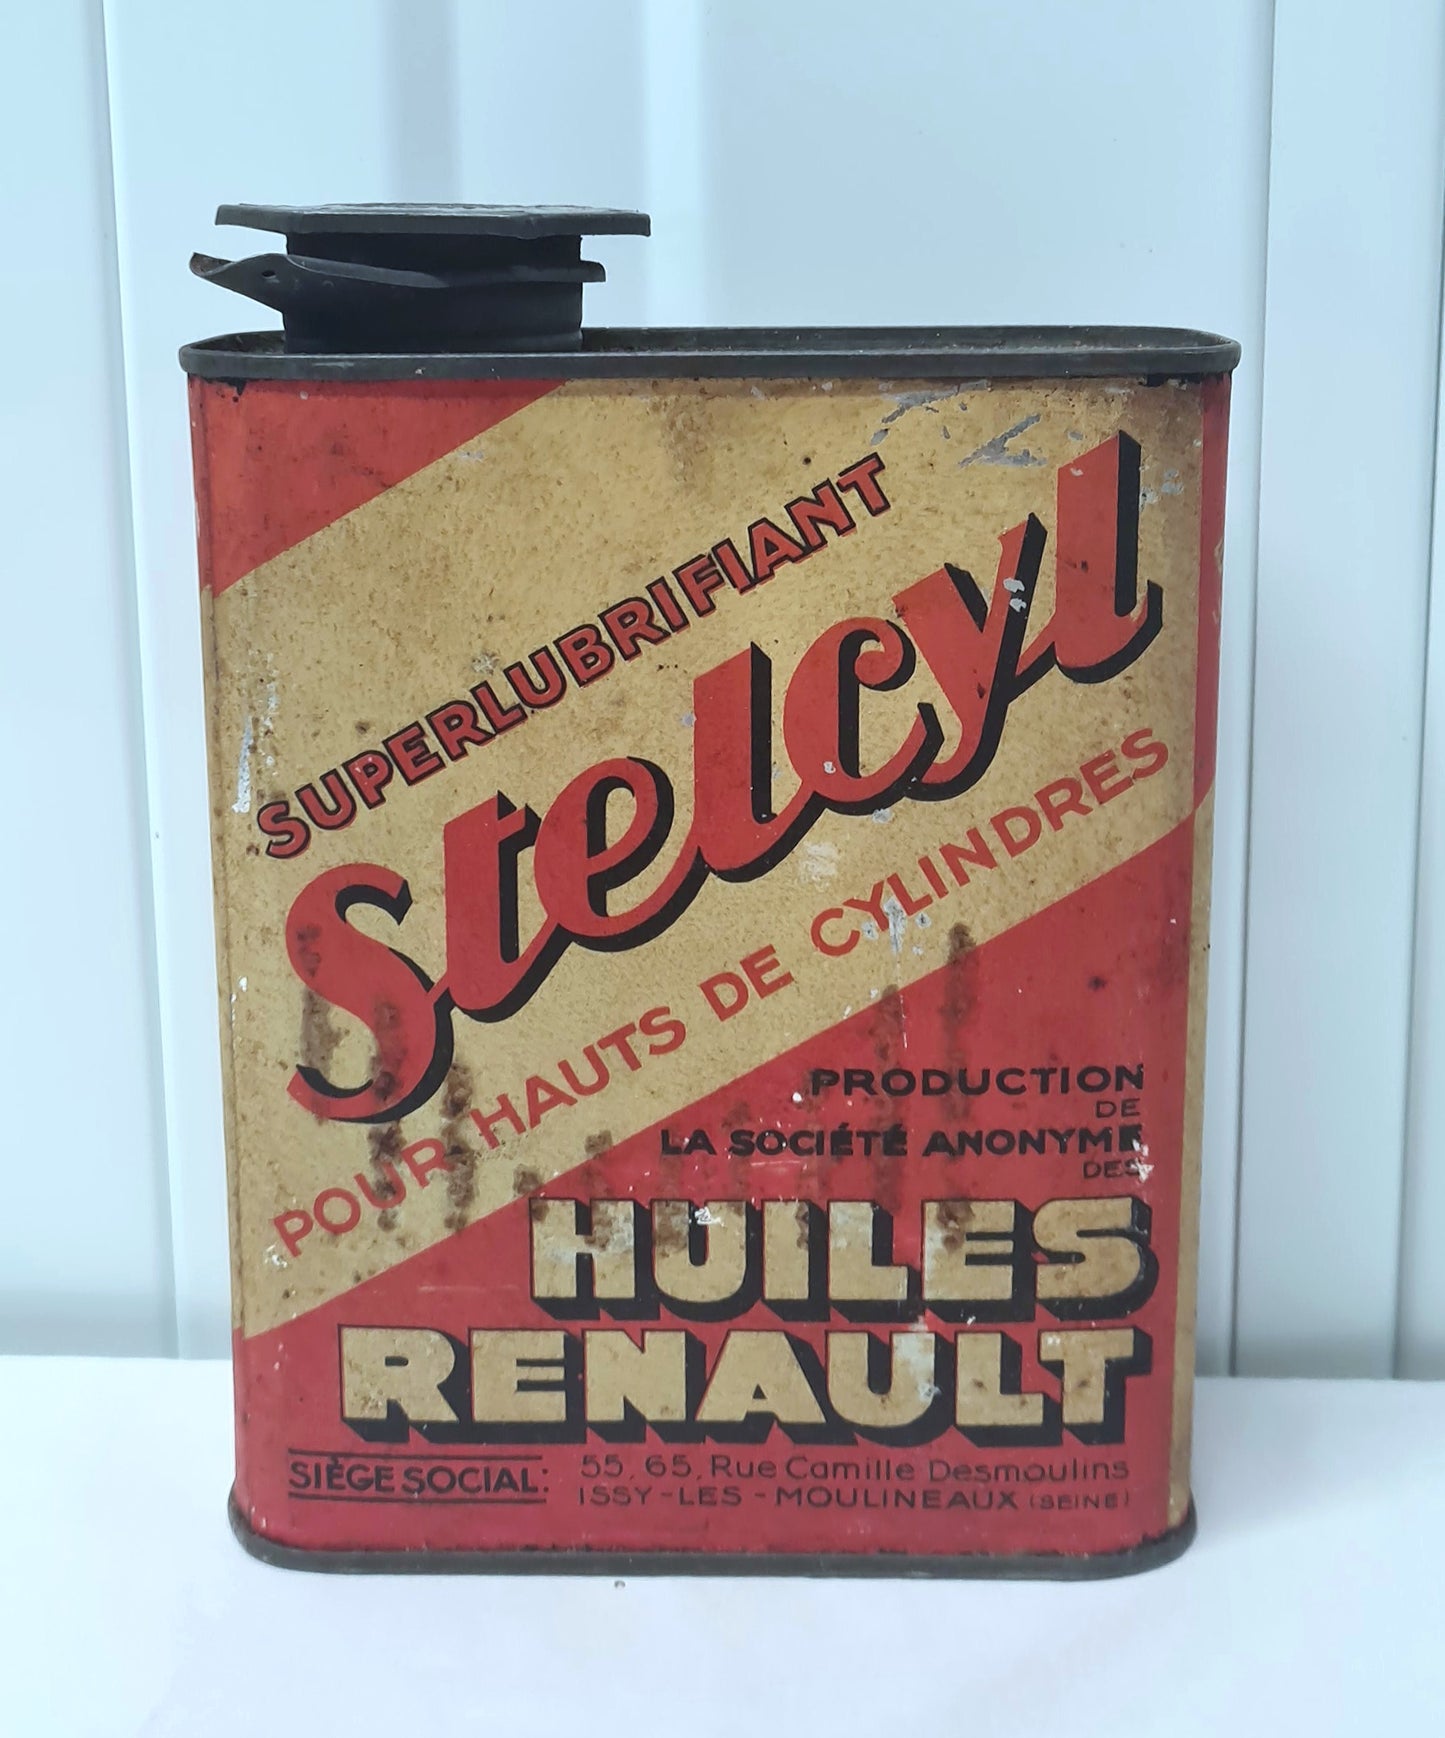 SUPERLUBRIFIANT
Stelcyl
POUR HAUTS DE CYLINDRES
PRODUCTION
DE
LA SOCIÉTÉ ANONYME
DES
HUILES
RENAULT
SIÈGE SOCIAL: 55, 65, Rue Camille Desmoulins
ISSY-LES-MOULINEAUX (SEINE)